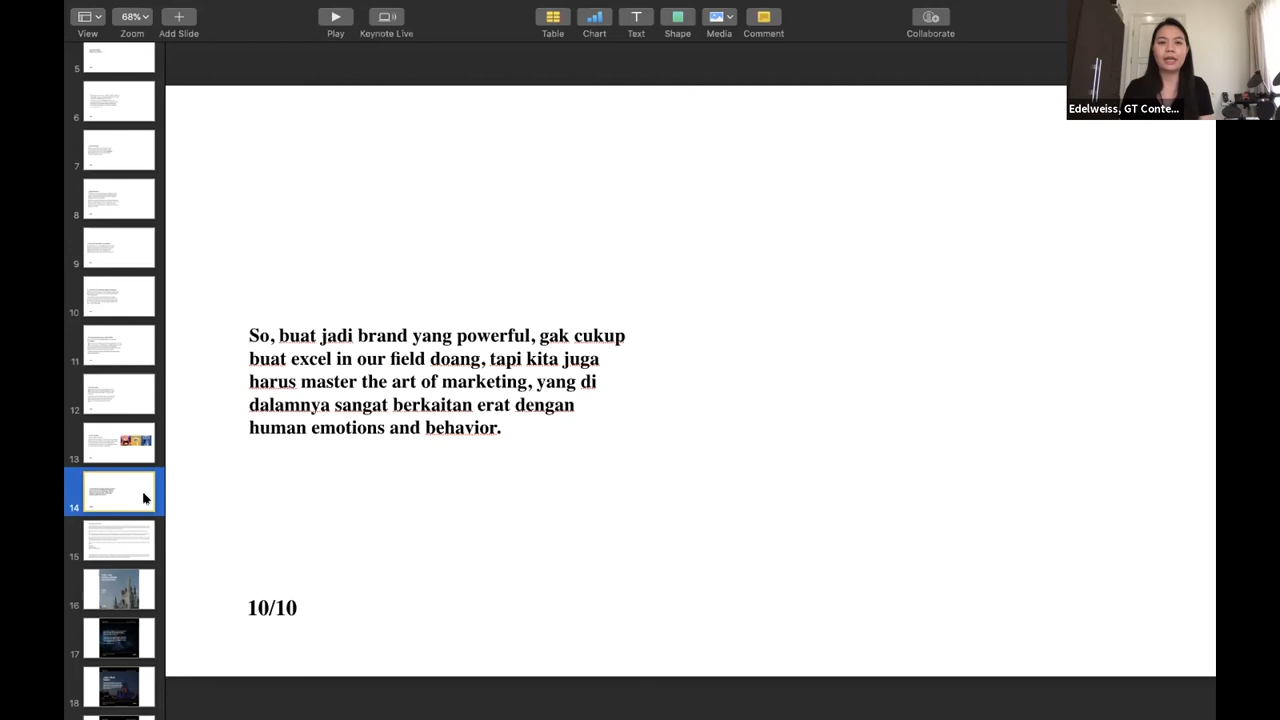 68%
View
Zoom
Add Slide
Play
Keynote Live
Table
Chart
Text
Shape
Media
Comment
Collaborate
Edelweiss, GT Conte...
5
6
7
8
9
10
11
12
13
14
15
16
17
18
So, buat jadi brand yang powerful, gak cukup
buat excel in our field doang, tapi kita juga
harus master the art of marketing, yang di
dalamnya sangat berkaitan erat dengan
human emotions and behavior.
10/10